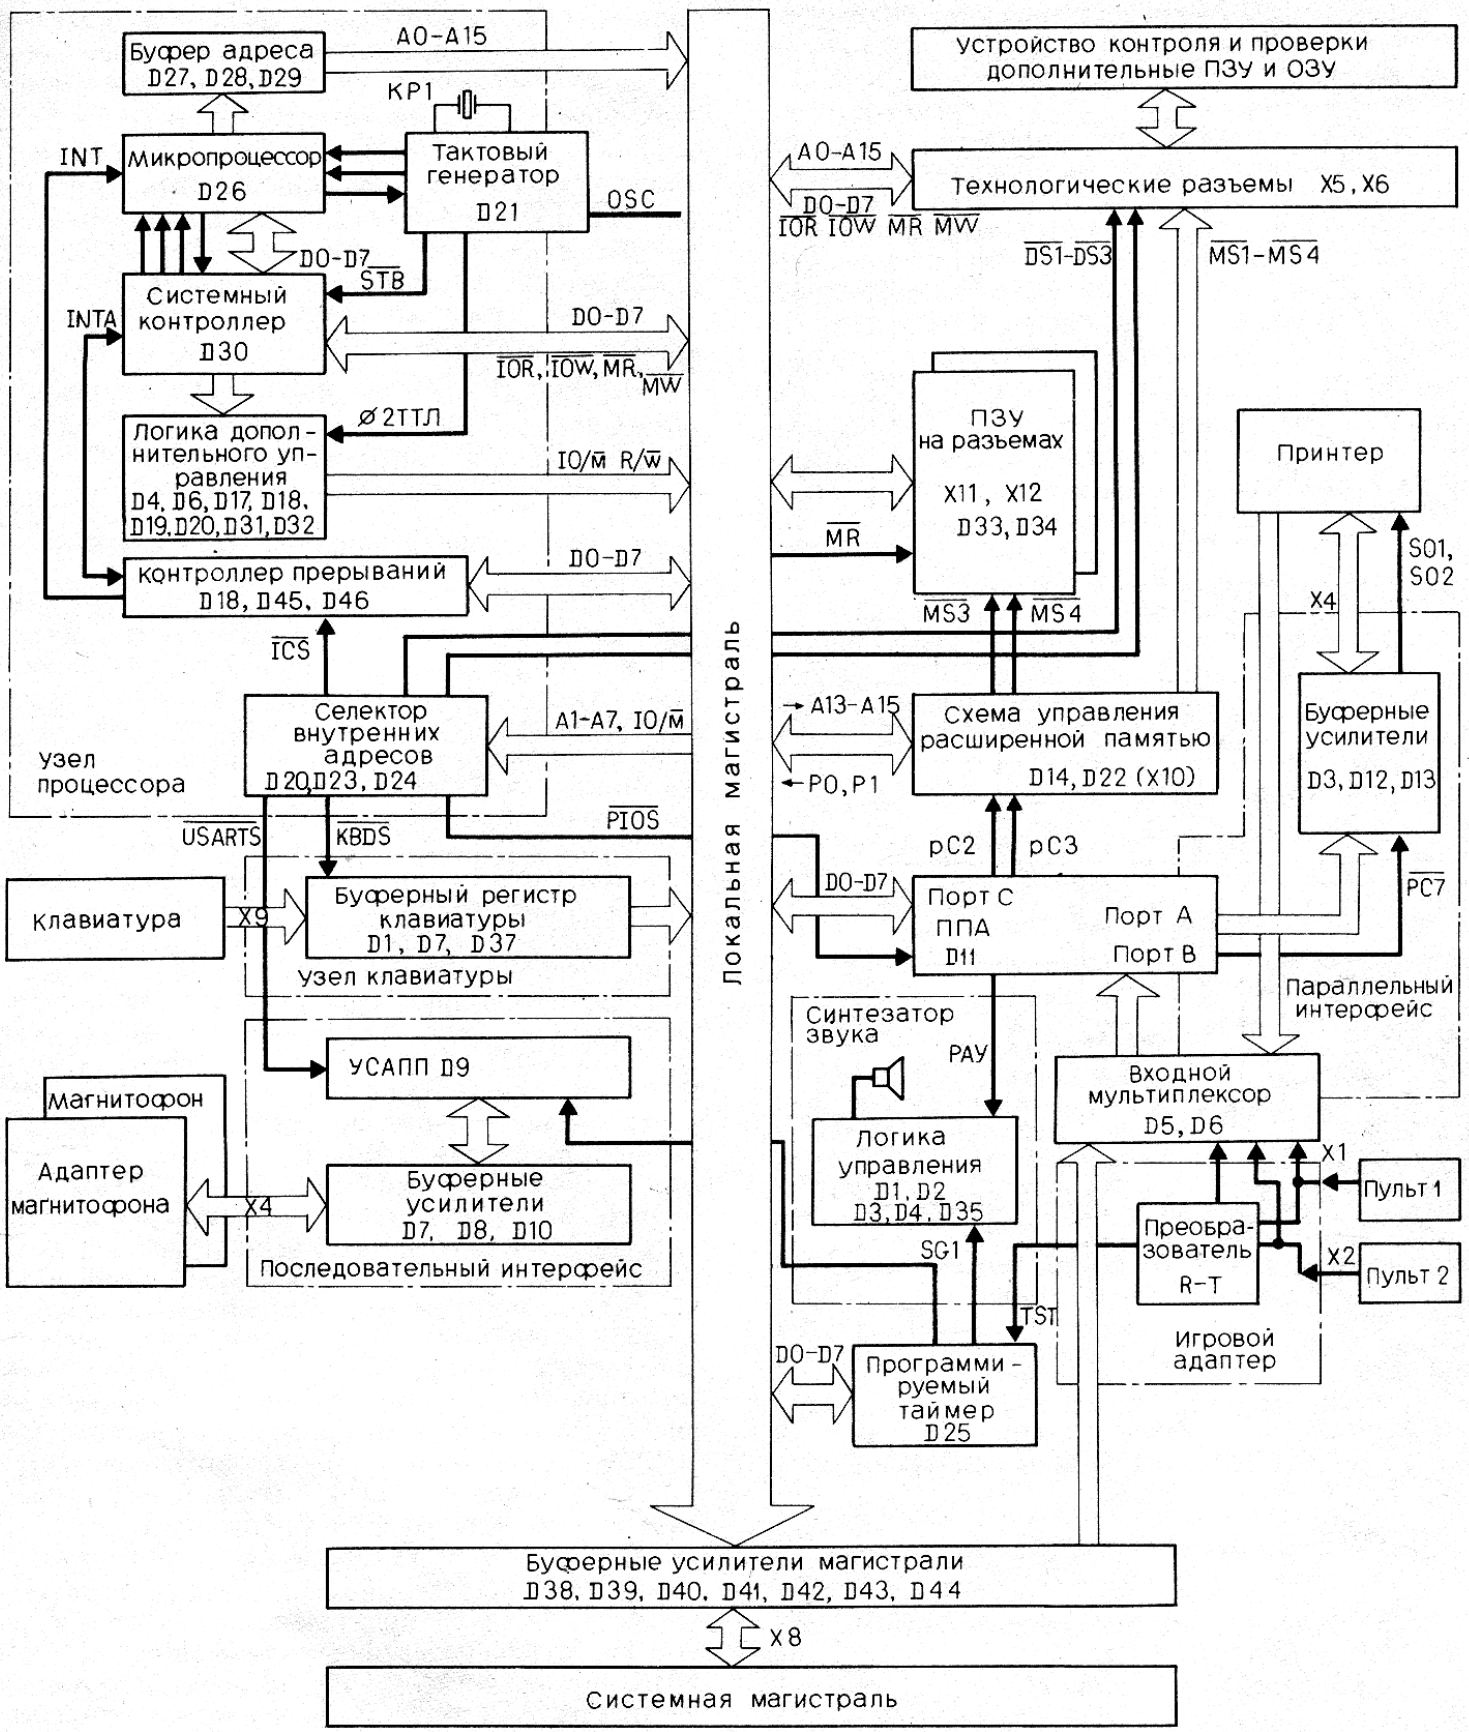 Буфер адреса
D27, D28, D29
A0-A15
KP1
INT
Микропроцессор
D26
Тактовый
генератор
D21
OSC
D0-D7
STB
INTA
Системный
контроллер
D30
D0-D7
IOR, IOW, MR,
MW
Ø2ТТЛ
Логика допол-
нительного уп-
равления
D4, D6, D17, D18,
D19, D20, D31, D32
IO/M R/W
Контроллер прерываний
D18, D45, D46
D0-D7
ICS
Селектор
внутренних
адресов
D20, D23, D24
A1-A7, IO/M
Узел
процессора
USARTS
KBDS
PIOS
Клавиатура
X9
Буферный регистр
клавиатуры
D1, D7, D37
Узел клавиатуры
УСАПП D9
Магнитофон
Адаптер
магнитофона
X4
Буферные
усилители
D7, D8, D10
Последовательный интерфейс
Локальная магистраль
Устройство контроля и проверки
дополнительные ПЗУ и ОЗУ
A0-A15
D0-D7
IOR IOW MR MW
Технологические разъемы X5, X6
DS1-DS3
MS1-MS4
ПЗУ
на разъемах
X11, X12
D33, D34
MR
MS3
MS4
Принтер
X4
S01,
S02
→ A13-A15
← P0, P1
Схема управления
расширенной памятью
D14, D22 (X10)
Буферные
усилители
D3, D12, D13
pC2
pC3
PC7
D0-D7
Порт C
ППА
D11
Порт A
Порт B
Параллельный
интерфейс
Синтезатор
звука
РАУ
Входной
мультиплексор
D5, D6
Логика
управления
D1, D2
D3, D4, D35
SG1
X1
Пульт 1
Преобра-
зователь
R-T
X2
Пульт 2
TST
Игровой
адаптер
D0-D7
Программи-
руемый
таймер
D25
Буферные усилители магистрали
D38, D39, D40, D41, D42, D43, D44
X8
Системная магистраль